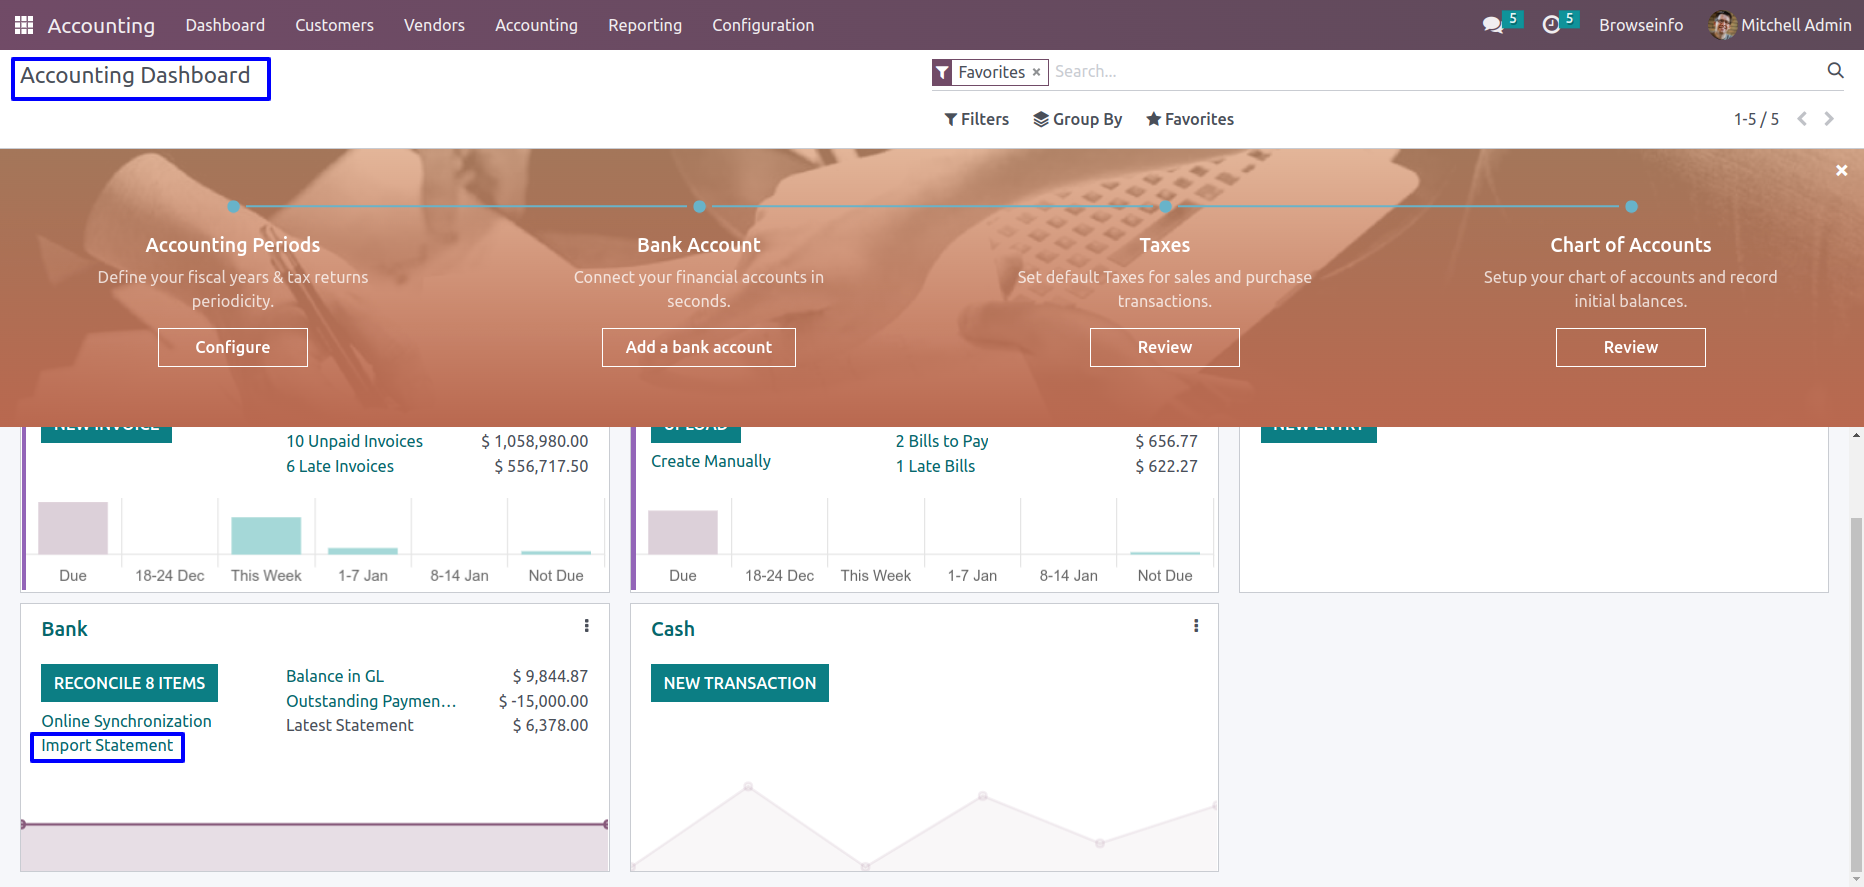 Accounting Dashboard Customers Vendors Accounting Reporting Configuration 5 5 Browseinfo Mitchell Admin
Accounting Dashboard
Favorites × Search...
Filters Group By Favorites 1-5 / 5
Accounting Periods
Define your fiscal years & tax returns
periodicity.
Configure
Bank Account
Connect your financial accounts in
seconds.
Add a bank account
Taxes
Set default Taxes for sales and purchase
transactions.
Review
Chart of Accounts
Setup your chart of accounts and record
initial balances.
Review
NEW INVOICE
10 Unpaid Invoices $ 1,058,980.00
6 Late Invoices $ 556,717.50
Due 18-24 Dec This Week 1-7 Jan 8-14 Jan Not Due
UPLOAD
Create Manually
2 Bills to Pay $ 656.77
1 Late Bills $ 622.27
Due 18-24 Dec This Week 1-7 Jan 8-14 Jan Not Due
NEW ENTRY
Bank
RECONCILE 8 ITEMS
Online Synchronization
Import Statement
Balance in GL $ 9,844.87
Outstanding Paymen... $ -15,000.00
Latest Statement $ 6,378.00
Cash
NEW TRANSACTION